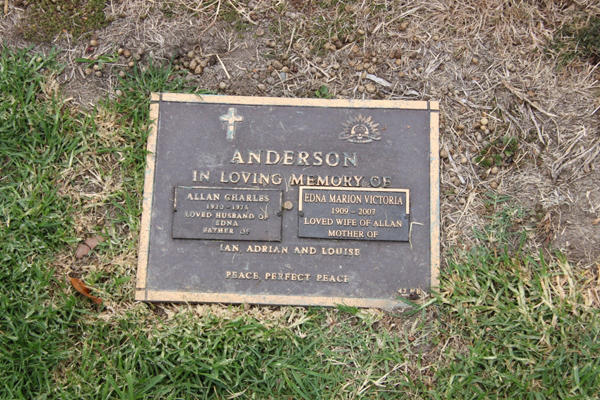 ANDERSON
IN LOVING MEMORY OF
ALLAN CHARLES
1910 - 1976
LOVED HUSBAND OF
EDNA
FATHER OF
EDNA MARION VICTORIA
1909 - 2007
LOVED WIFE OF ALLAN
MOTHER OF
IAN, ADRIAN AND LOUISE
PEACE, PERFECT PEACE